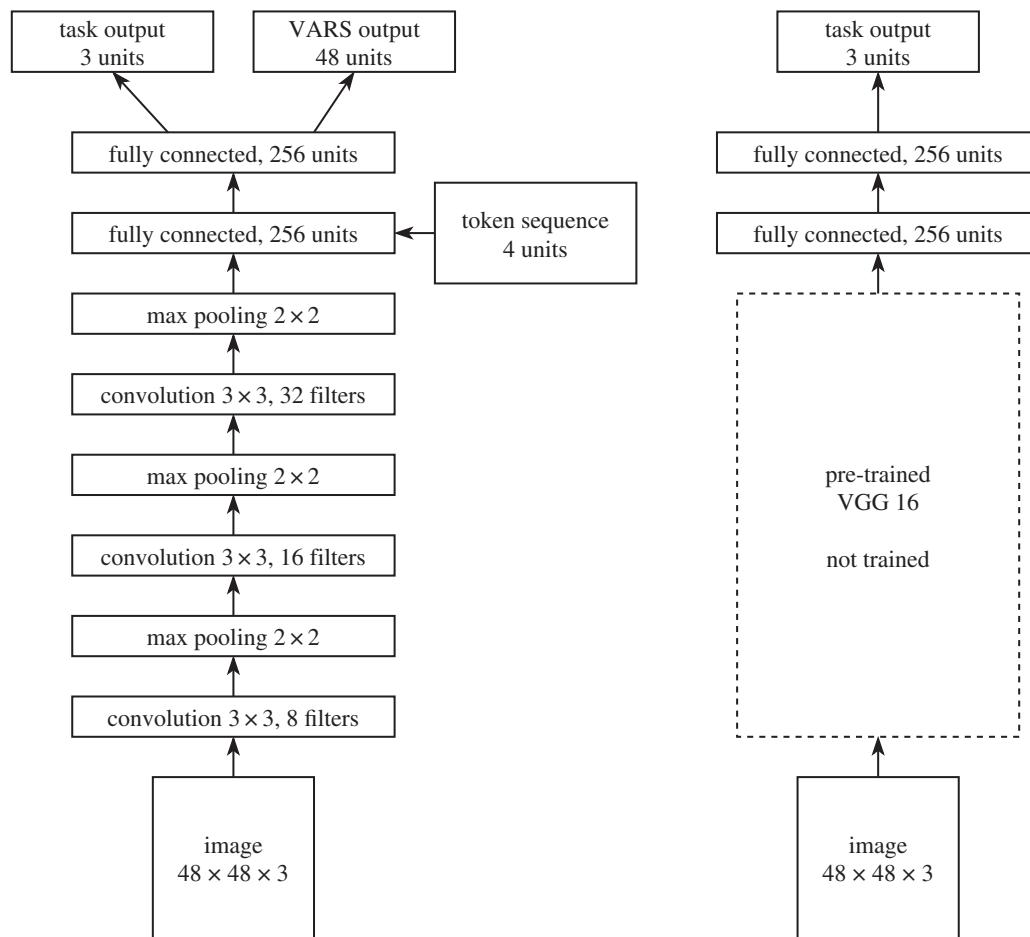 task output
3 units
VARS output
48 units
fully connected, 256 units
fully connected, 256 units
token sequence
4 units
max pooling 2 × 2
convolution 3 × 3, 32 filters
max pooling 2 × 2
convolution 3 × 3, 16 filters
max pooling 2 × 2
convolution 3 × 3, 8 filters
image
48 × 48 × 3
task output
3 units
fully connected, 256 units
fully connected, 256 units
pre-trained
VGG 16
not trained
image
48 × 48 × 3